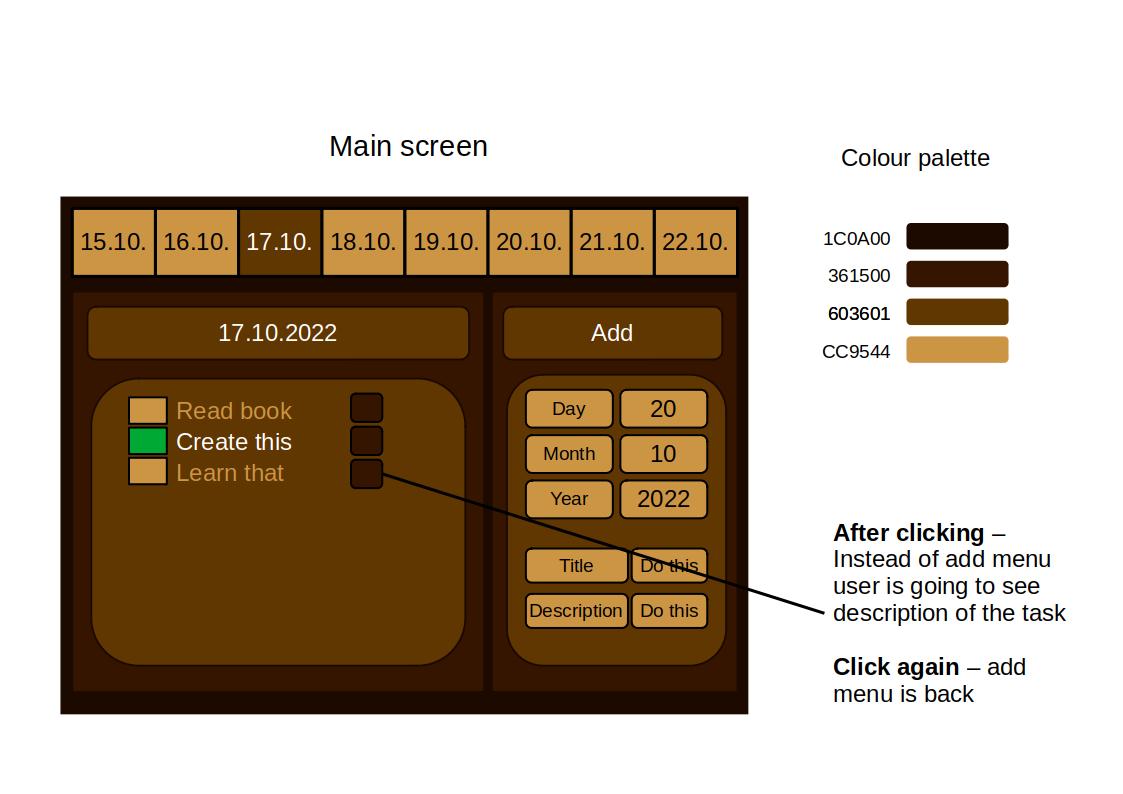 Main screen
Colour palette
15.10. 16.10. 17.10. 18.10. 19.10. 20.10. 21.10. 22.10.
1C0A00
361500
603601
CC9544
17.10.2022
Read book
Create this
Learn that
Add
Day 20
Month 10
Year 2022
Title Do this
Description Do this
After clicking –
Instead of add menu
user is going to see
description of the task
Click again – add
menu is back